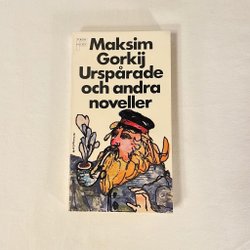 Maksim
Gorkij
Urspårade
och andra
noveller